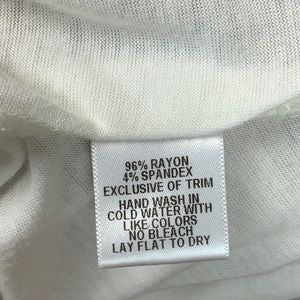 96% RAYON
4% SPANDEX
EXCLUSIVE OF TRIM
HAND WASH IN
COLD WATER WITH
LIKE COLORS
NO BLEACH
LAY FLAT TO DRY